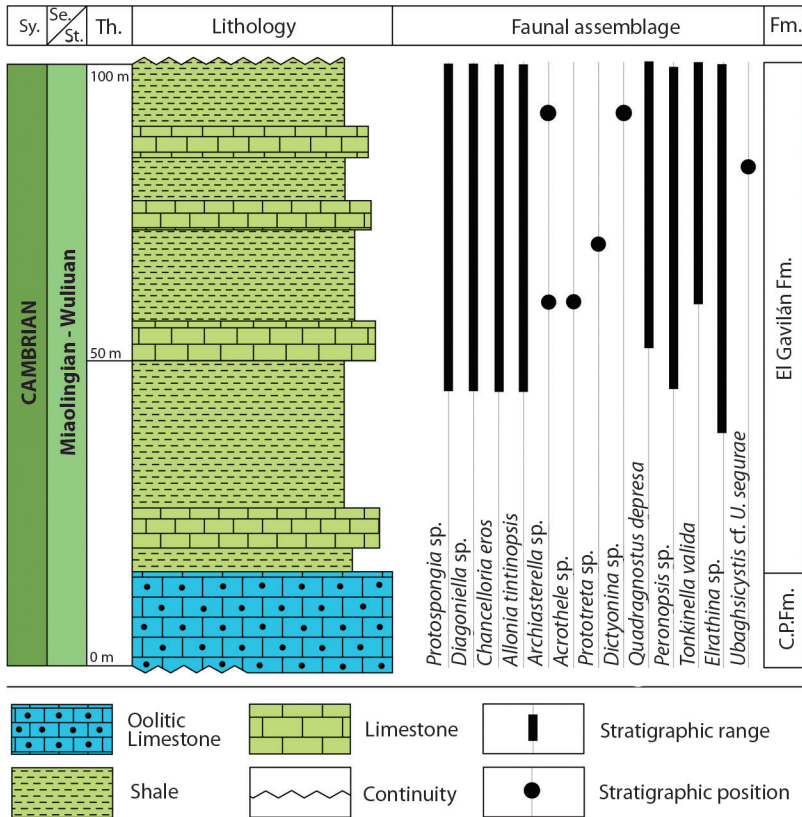 Sy.
Se.
St.
Th.
Lithology
Faunal assemblage
Fm.
CAMBRIAN
Miaolingian - Wuliuan
100 m
50 m
0 m
Protospongia sp.
Diagoniella sp.
Chancelloria eros
Allonia tintinopsis
Archiasterella sp.
Acrothele sp.
Prototreta sp.
Dictyonina sp.
Quadragnostus depresa
Peronopsis sp.
Tonkinella valida
Elrathina sp.
Ubaghsicystis cf. U. segurae
El Gavilán Fm.
C.P.Fm.
Oolitic
Limestone
Limestone
Stratigraphic range
Shale
Continuity
Stratigraphic position